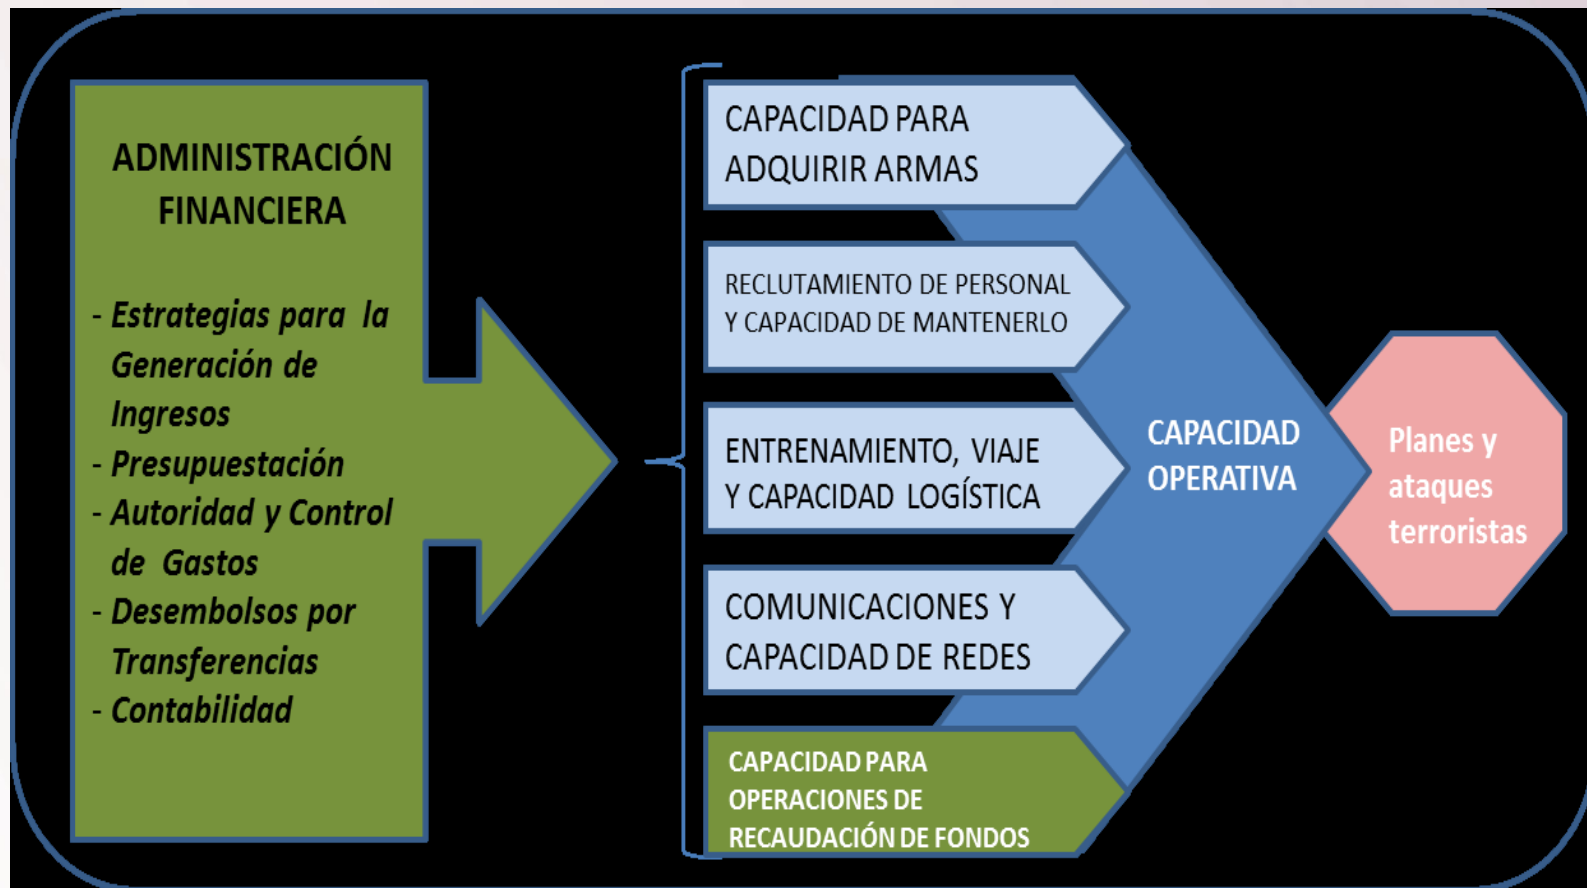 ADMINISTRACIÓN
FINANCIERA
- Estrategias para la
Generación de
Ingresos
- Presupuestación
- Autoridad y Control
de Gastos
- Desembolsos por
Transferencias
- Contabilidad
CAPACIDAD PARA
ADQUIRIR ARMAS
RECLUTAMIENTO DE PERSONAL
Y CAPACIDAD DE MANTENERLO
ENTRENAMIENTO, VIAJE
Y CAPACIDAD LOGÍSTICA
COMUNICACIONES Y
CAPACIDAD DE REDES
CAPACIDAD PARA
OPERACIONES DE
RECAUDACIÓN DE FONDOS
CAPACIDAD
OPERATIVA
Planes y
ataques
terroristas